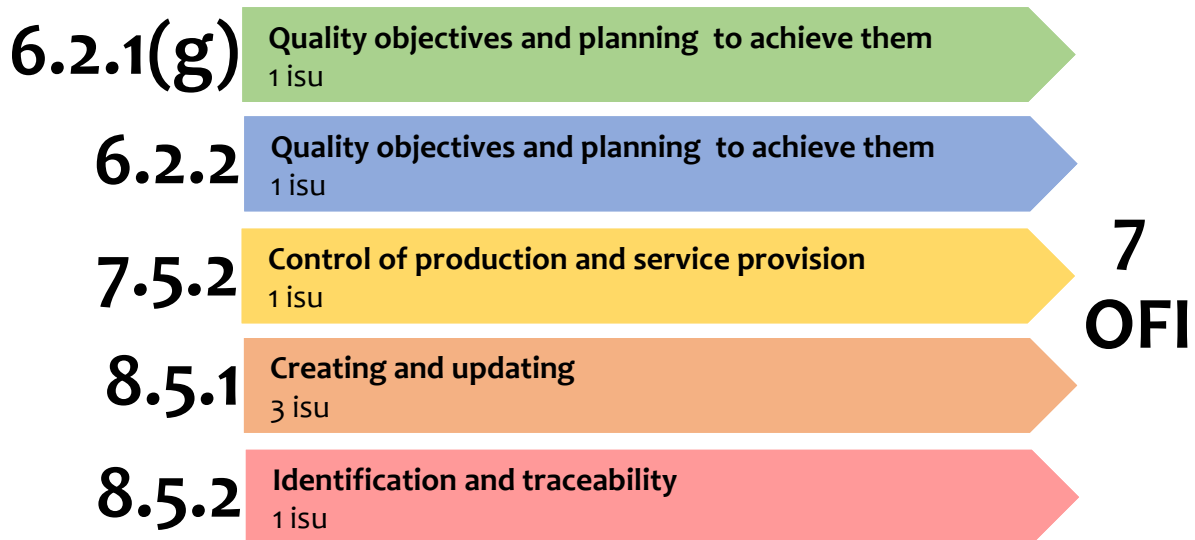 6.2.1(g)
Quality objectives and planning  to achieve them
1 isu
6.2.2
Quality objectives and planning  to achieve them
1 isu
7.5.2
Control of production and service provision
1 isu
8.5.1
Creating and updating
3 isu
8.5.2
Identification and traceability
1 isu
7
OFI